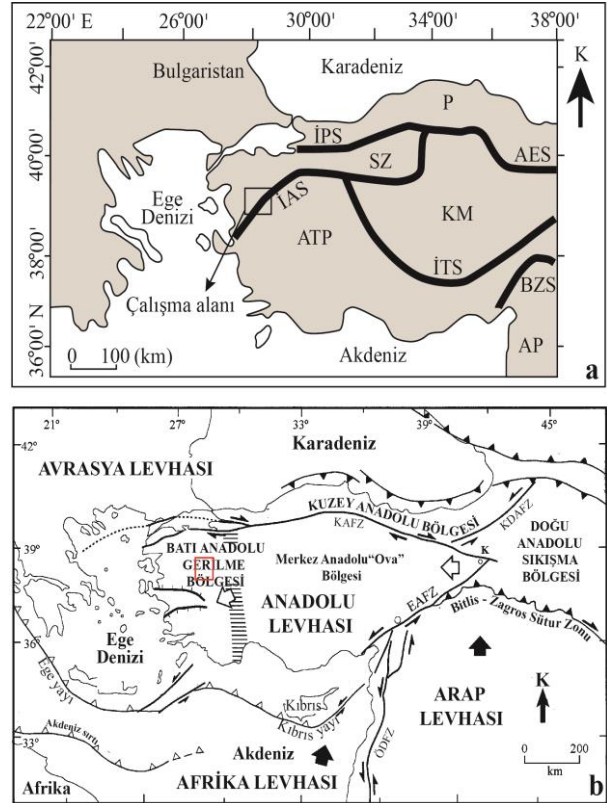 22°00' E 26°00' 30°00' 34°00' 38°00'
42°00'
Bulgaristan
Karadeniz
K
P
40°00'
İPS
SZ
AES
Ege
Denizi
İAS
KM
ATP
38°00'
İTS
BZS
Çalışma alanı
36°00' N
0 100 (km)
Akdeniz
AP
a
21° 27° 33° 39° 45°
42°
Karadeniz
AVRASYA LEVHASI
KUZEY ANADOLU BÖLGESİ
KAFZ
KDAFZ
DOĞU
ANADOLU
SIKIŞMA
BÖLGESİ
39°
BATI ANADOLU
GERİLME
BÖLGESİ
Merkez Anadolu"Ova"
Bölgesi
K
ANADOLU
LEVHASI
EAFZ
Bitlis - Zagros Sütur Zonu
36°
Ege
Denizi
Ege yayı
Kıbrıs
Kıbrıs yayı
ÖDFZ
ARAP
LEVHASI
K
33°
Akdeniz sırtı
Akdeniz
0 200
km
Afrika
AFRİKA LEVHASI
b